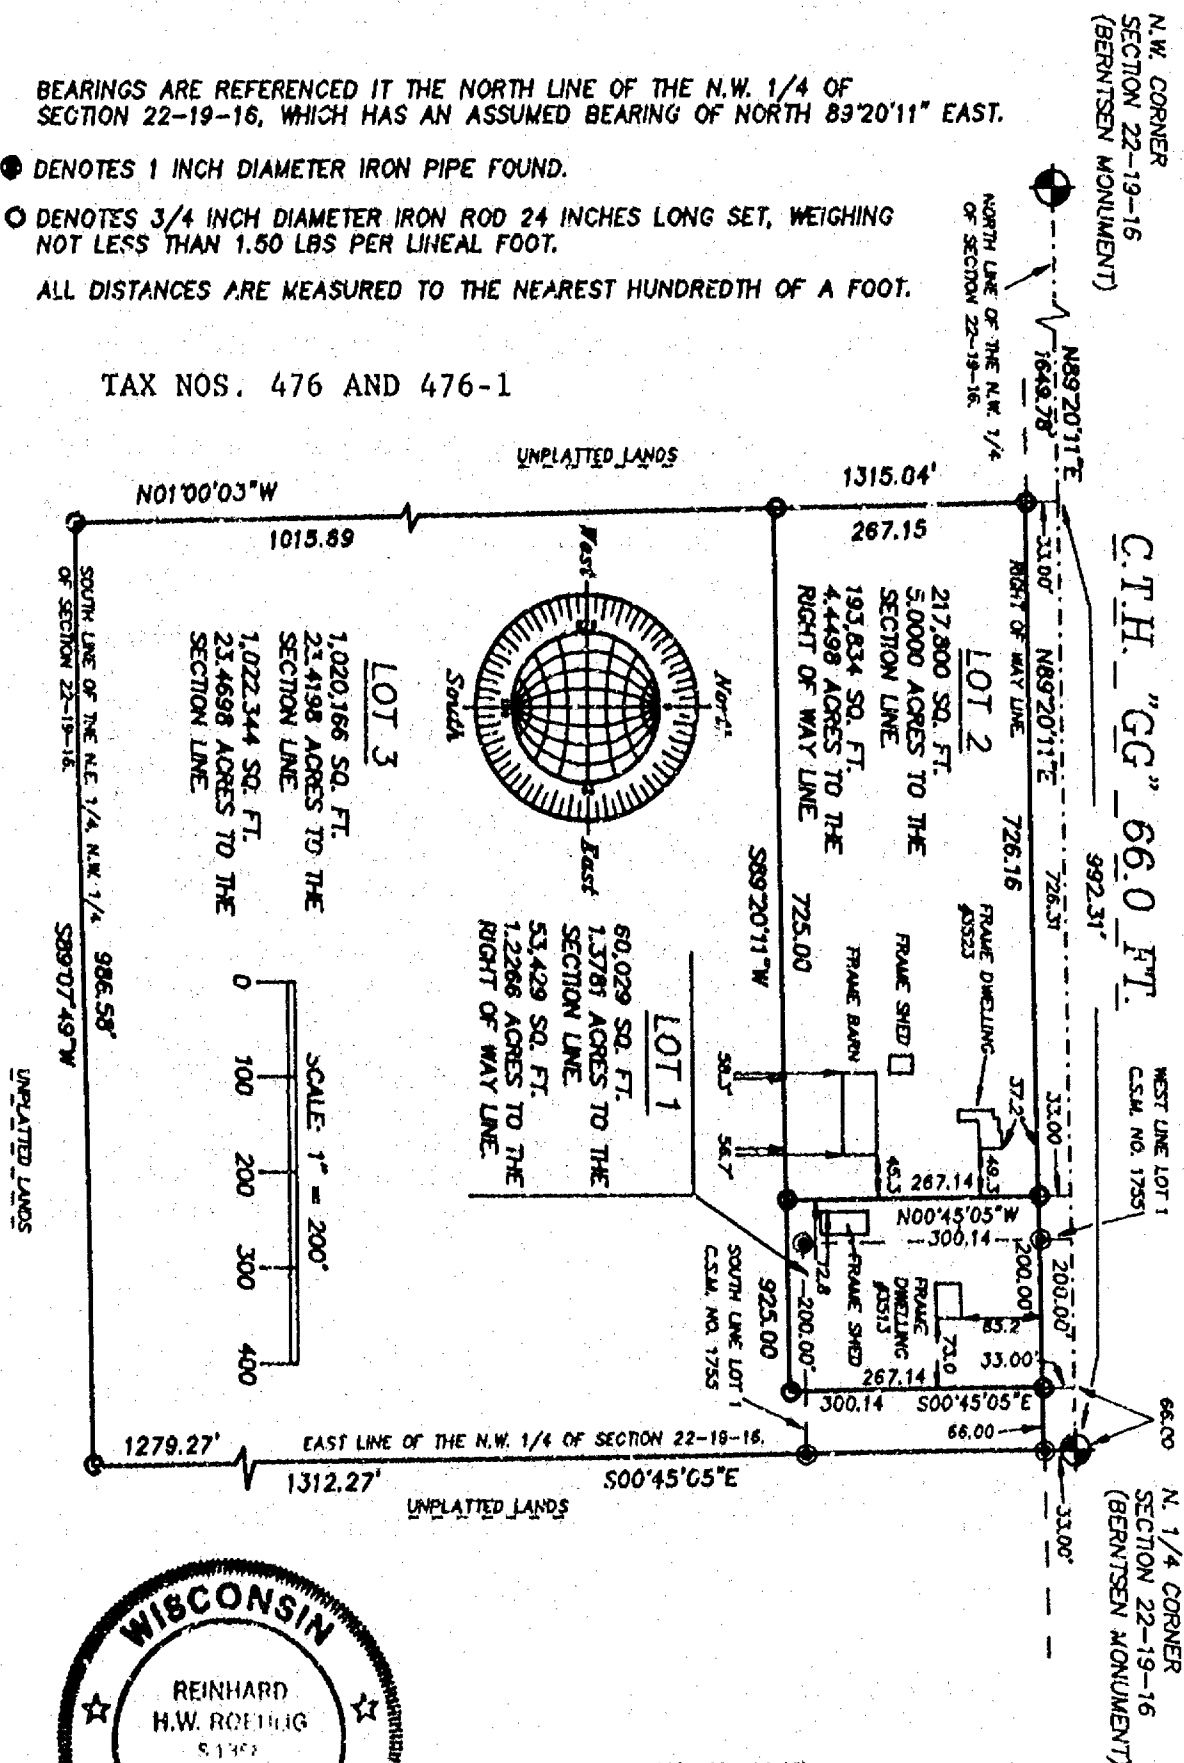 BEARINGS ARE REFERENCED IT THE NORTH LINE OF THE N.W. 1/4 OF
SECTION 22-19-16, WHICH HAS AN ASSUMED BEARING OF NORTH 89°20'11" EAST.
DENOTES 1 INCH DIAMETER IRON PIPE FOUND.
DENOTES 3/4 INCH DIAMETER IRON ROD 24 INCHES LONG SET, WEIGHING
NOT LESS THAN 1.50 LBS PER LINEAL FOOT.
ALL DISTANCES ARE MEASURED TO THE NEAREST HUNDREDTH OF A FOOT.
TAX NOS. 476 AND 476-1
N.W. CORNER
SECTION 22-19-16
(BERNTSEN MONUMENT)
NORTH LINE OF THE N.W. 1/4
OF SECTION 22-19-16.
N89°20'11"E
1649.78'
UNPLATTED LANDS
1315.04'
267.15
N01°00'03"W
1015.89
C.T.H. "GG" 66.0 FT.
992.31'
33.00'
RIGHT OF WAY LINE
N89°20'11"E
726.16
726.31
LOT 2
217,800 SQ. FT.
5.0000 ACRES TO THE
SECTION LINE
193,834 SQ. FT.
4.4498 ACRES TO THE
RIGHT OF WAY LINE
FRAME DWELLING
#3523
FRAME SHED
FRAME BARN
37.2'
33.00
49.3
45.3
267.14
725.00
S89°20'11"W
58.3'
56.7'
North
West
East
South
LOT 3
1,020,166 SQ. FT.
23.4198 ACRES TO THE
SECTION LINE
1,022,344 SQ. FT.
23.4698 ACRES TO THE
SECTION LINE.
LOT 1
60,029 SQ. FT.
1.3781 ACRES TO THE
SECTION LINE.
53,429 SQ. FT.
1.2266 ACRES TO THE
RIGHT OF WAY LINE.
WEST LINE LOT 1
C.S.M. NO. 1755
N00°45'05"W
300.14
200.00'
200.00'
72.8
FRAME SHED
FRAME
DWELLING
#3513
73.0
33.00'
200.00'
925.00
SOUTH LINE LOT 1
C.S.M. NO. 1755
267.14
300.14
S00°45'05"E
66.00
66.00
33.00'
N. 1/4 CORNER
SECTION 22-19-16
(BERNTSEN MONUMENT)
SOUTH LINE OF THE N.E. 1/4, N.W. 1/4
OF SECTION 22-19-16.
986.58'
S89°07'49"W
UNPLATTED LANDS
SCALE: 1" = 200'
0 100 200 300 400
1279.27'
EAST LINE OF THE N.W. 1/4 OF SECTION 22-19-16.
1312.27'
S00°45'05"E
UNPLATTED LANDS
WISCONSIN
REINHARD
H.W.